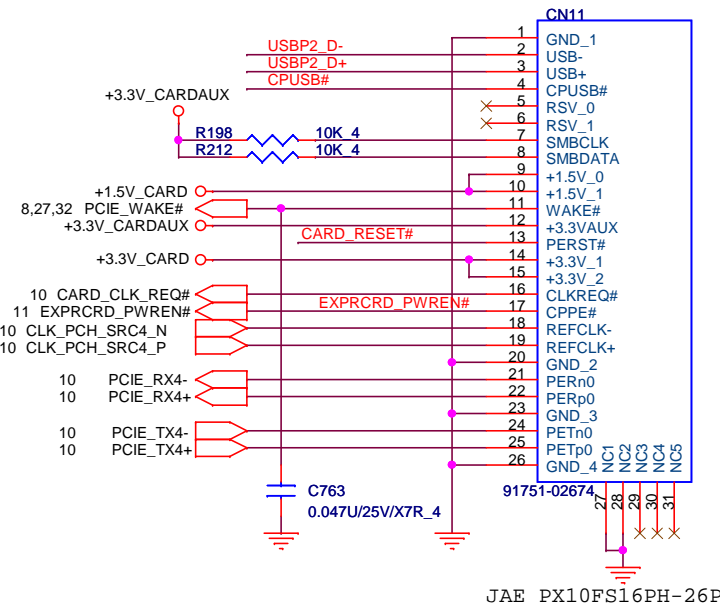 CN11
1 GND_1
USBP2_D- 2 USB-
USBP2_D+ 3 USB+
CPUSB# 4 CPUSB#
+3.3V_CARDAUX 5 RSV_0
6 RSV_1
R198 10K_4 7 SMBCLK
R212 10K_4 8 SMBDATA
9 +1.5V_0
+1.5V_CARD 10 +1.5V_1
8,27,32 PCIE_WAKE# 11 WAKE#
+3.3V_CARDAUX 12 +3.3VAUX
CARD_RESET# 13 PERST#
+3.3V_CARD 14 +3.3V_1
15 +3.3V_2
10 CARD_CLK_REQ# 16 CLKREQ#
11 EXPRCRD_PWREN# EXPRCRD_PWREN# 17 CPPE#
10 CLK_PCH_SRC4_N 18 REFCLK-
10 CLK_PCH_SRC4_P 19 REFCLK+
20 GND_2
10 PCIE_RX4- 21 PERn0
10 PCIE_RX4+ 22 PERp0
23 GND_3
10 PCIE_TX4- 24 PETn0
10 PCIE_TX4+ 25 PETp0
26 GND_4
NC1 NC2 NC3 NC4 NC5
C763
0.047U/25V/X7R_4
91751-02674
27 28 29 30 31
JAE PX10FS16PH-26P